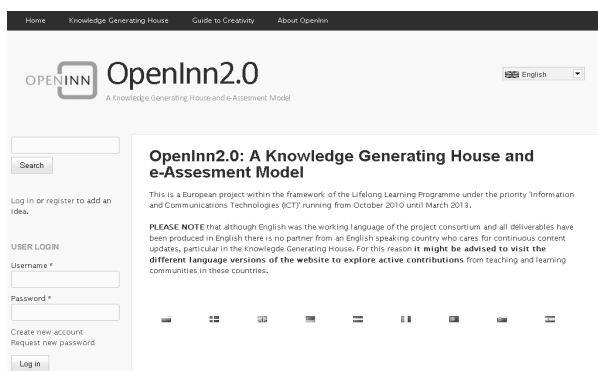 Home Knowledge Generating House Guide to Creativity About OpenInn
OPENINN
OpenInn2.0
A Knowledge Generating House and e-Assesment Model
English
Search
Log in or register to add an
idea.
USER LOGIN
Username *
Password *
Create new account
Request new password
Log in
OpenInn2.0: A Knowledge Generating House and
e-Assesment Model
This is a European project within the framework of the Lifelong Learning Programme under the priority 'Information
and Communications Technologies (ICT)' running from October 2010 until March 2013.
PLEASE NOTE that although English was the working language of the project consortium and all deliverables have
been produced in English there is no partner from an English speaking country who cares for continuous content
updates, particular in the Knowlegde Generating House. For this reason it might be advised to visit the
different language versions of the website to explore active contributions from teaching and learning
communities in these countries.